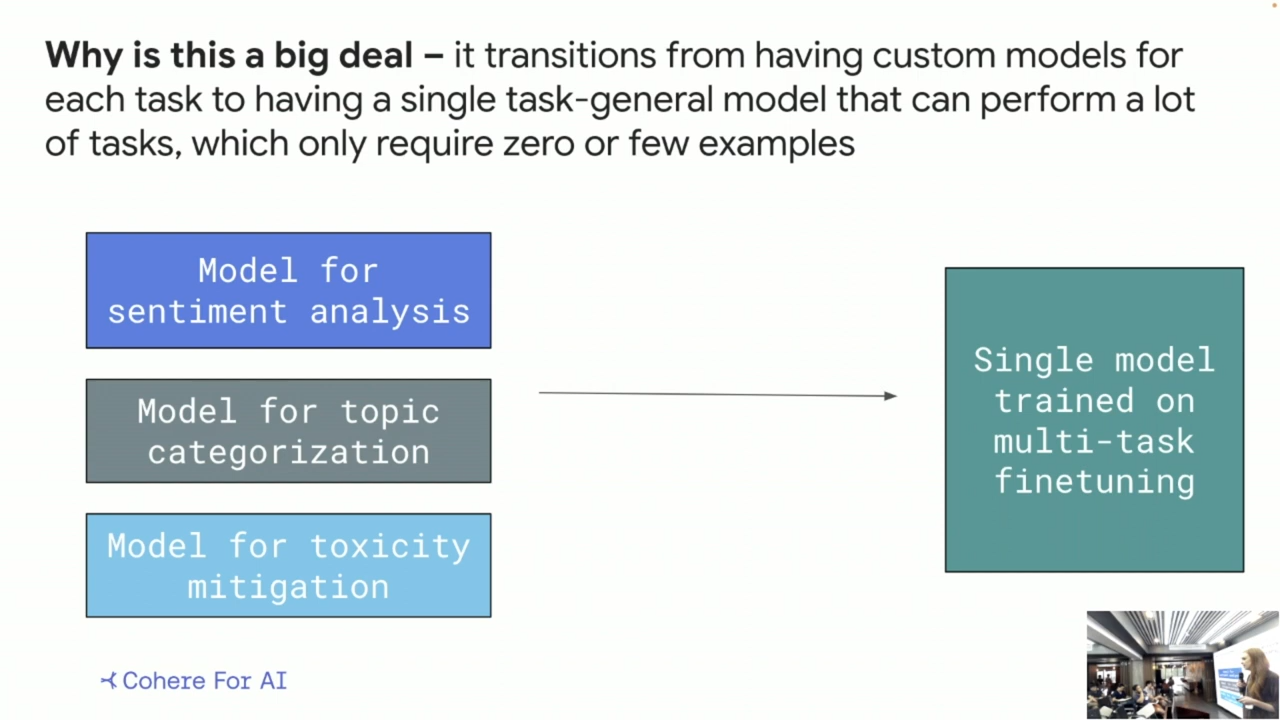 Why is this a big deal – it transitions from having custom models for
each task to having a single task-general model that can perform a lot
of tasks, which only require zero or few examples
Model for
sentiment analysis
Model for topic
categorization
Model for toxicity
mitigation
Single model
trained on
multi-task
finetuning
Cohere For AI